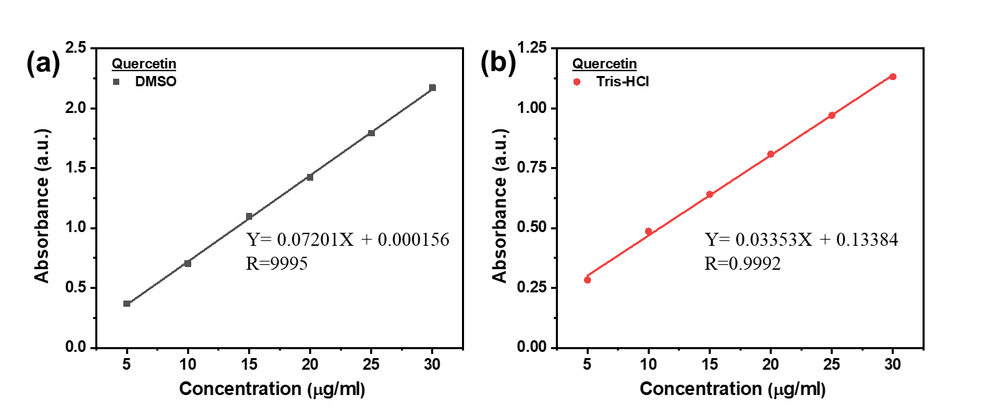 (a)
Quercetin
DMSO
2.5
2.0
1.5
1.0
0.5
0.0
Absorbance (a.u.)
Y= 0.07201X + 0.000156
R=9995
5 10 15 20 25 30
Concentration (μg/ml)
(b)
Quercetin
Tris-HCl
1.25
1.00
0.75
0.50
0.25
0.00
Absorbance (a.u.)
Y= 0.03353X + 0.13384
R=0.9992
5 10 15 20 25 30
Concentration (μg/ml)